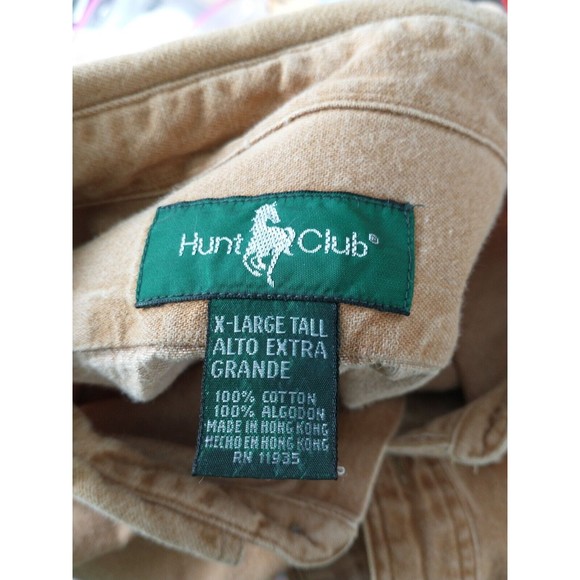 Hunt Club®
X-LARGE TALL
ALTO EXTRA
GRANDE
100% COTTON
100% ALGODON
MADE IN HONG KONG
HECHO EN HONG KONG
RN 11935